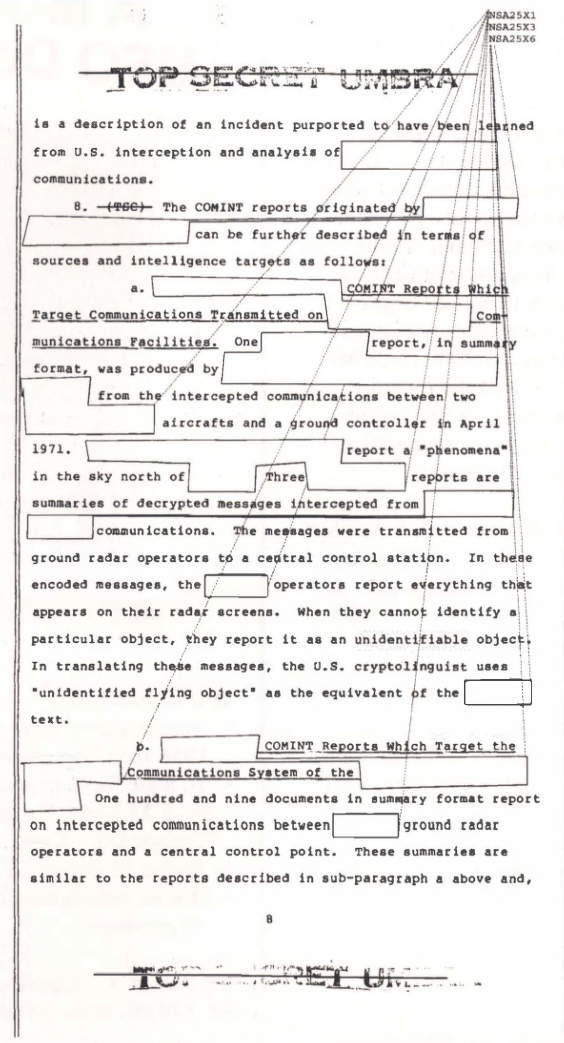 NSA25X1
NSA25X3
NSA25X6
TOP SECRET UMBRA
is a description of an incident purported to have been learned
from U.S. interception and analysis of
communications.
8. (TSC) The COMINT reports originated by
can be further described in terms of
sources and intelligence targets as follows:
a. COMINT Reports Which
Target Communications Transmitted on Com-
munications Facilities. One report, in summary
format, was produced by
from the intercepted communications between two
aircrafts and a ground controller in April
1971. report a "phenomena"
in the sky north of Three reports are
summaries of decrypted messages intercepted from
communications. The messages were transmitted from
ground radar operators to a central control station. In these
encoded messages, the operators report everything that
appears on their radar screens. When they cannot identify a
particular object, they report it as an unidentifiable object.
In translating these messages, the U.S. cryptolinguist uses
"unidentified flying object" as the equivalent of the
text.
b. COMINT Reports Which Target the
Communications System of the
One hundred and nine documents in summary format report
on intercepted communications between ground radar
operators and a central control point. These summaries are
similar to the reports described in sub-paragraph a above and,
8
TOP SECRET UMBRA